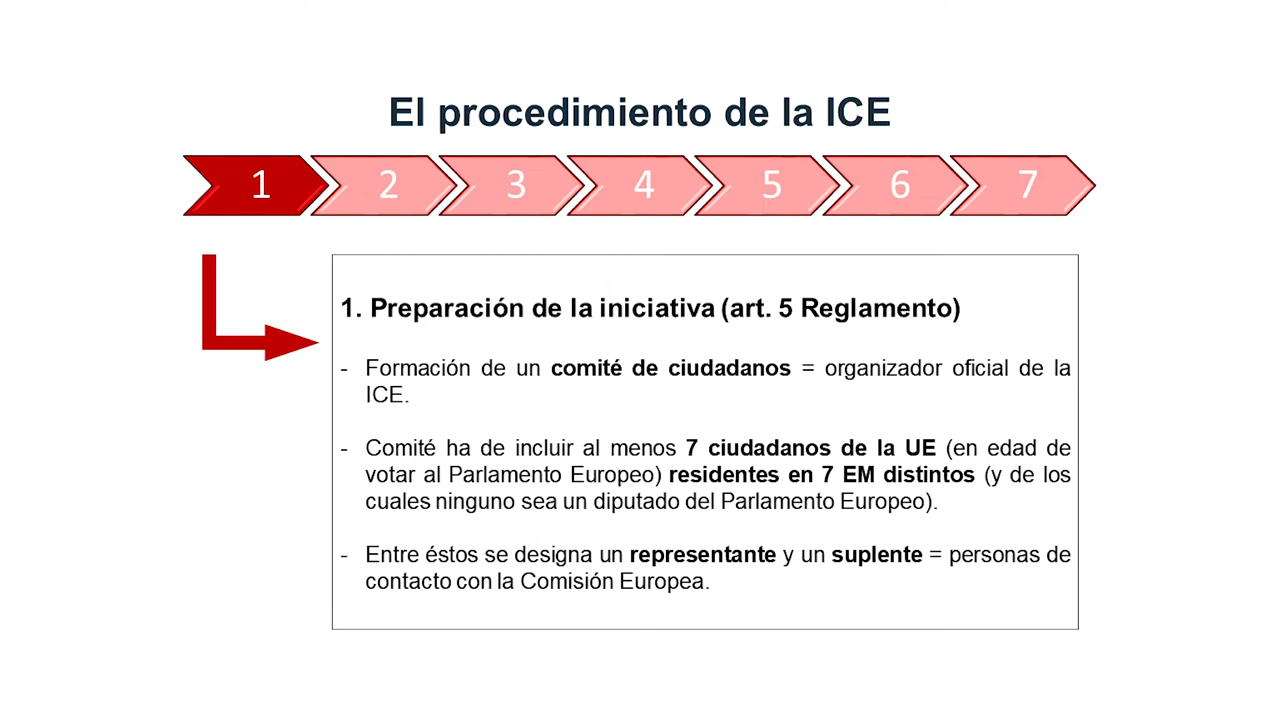 El procedimiento de la ICE
1 2 3 4 5 6 7
1. Preparación de la iniciativa (art. 5 Reglamento)
- Formación de un comité de ciudadanos = organizador oficial de la
ICE.
- Comité ha de incluir al menos 7 ciudadanos de la UE (en edad de
votar al Parlamento Europeo) residentes en 7 EM distintos (y de los
cuales ninguno sea un diputado del Parlamento Europeo).
- Entre éstos se designa un representante y un suplente = personas de
contacto con la Comisión Europea.